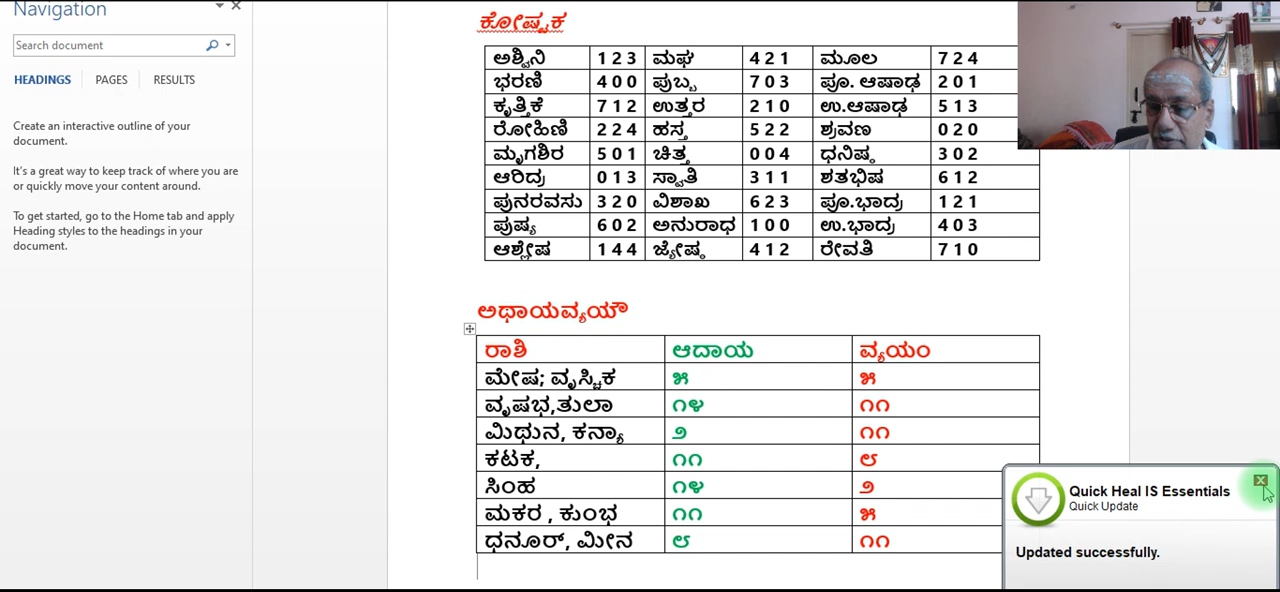 Navigation
Search document
HEADINGS PAGES RESULTS
Create an interactive outline of your
document.
It's a great way to keep track of where you are
or quickly move your content around.
To get started, go to the Home tab and apply
Heading styles to the headings in your
document.
ಕೋಷ್ಟಕ
ಅಶ್ವಿನಿ 1 2 3 ಮಘ 4 2 1 ಮೂಲ 7 2 4
ಭರಣಿ 4 0 0 ಪುಬ್ಬ 7 0 3 ಪೂ. ಆಷಾಢ 2 0 1
ಕೃತ್ತಿಕೆ 7 1 2 ಉತ್ತರ 2 1 0 ಉ.ಆಷಾಢ 5 1 3
ರೋಹಿಣಿ 2 2 4 ಹಸ್ತ 5 2 2 ಶ್ರವಣ 0 2 0
ಮೃಗಶಿರ 5 0 1 ಚಿತ್ತ 0 0 4 ಧನಿಷ್ಠ 3 0 2
ಆರಿದ್ರ 0 1 3 ಸ್ವಾತಿ 3 1 1 ಶತಭಿಷ 6 1 2
ಪುನರವಸು 3 2 0 ವಿಶಾಖ 6 2 3 ಪೂ.ಭಾದ್ರ 1 2 1
ಪುಷ್ಯ 6 0 2 ಅನುರಾಧ 1 0 0 ಉ.ಭಾದ್ರ 4 0 3
ಆಶ್ಲೇಷ 1 4 4 ಜ್ಯೇಷ್ಠ 4 1 2 ರೇವತಿ 7 1 0
ಅಥಾಯವ್ಯಯೌ
ರಾಶಿ ಆದಾಯ ವ್ಯಯಂ
ಮೇಷ; ವೃಸ್ಚಿಕ ೫ ೫
ವೃಷಭ,ತುಲಾ ೧೪ ೧೧
ಮಿಥುನ, ಕನ್ಯಾ ೨ ೧೧
ಕಟಕ, ೧೧ ೮
ಸಿಂಹ ೧೪ ೨
ಮಕರ , ಕುಂಭ ೧೧ ೫
ಧನೂರ್, ಮೀನ ೮ ೧೧
Quick Heal IS Essentials
Quick Update
Updated successfully.